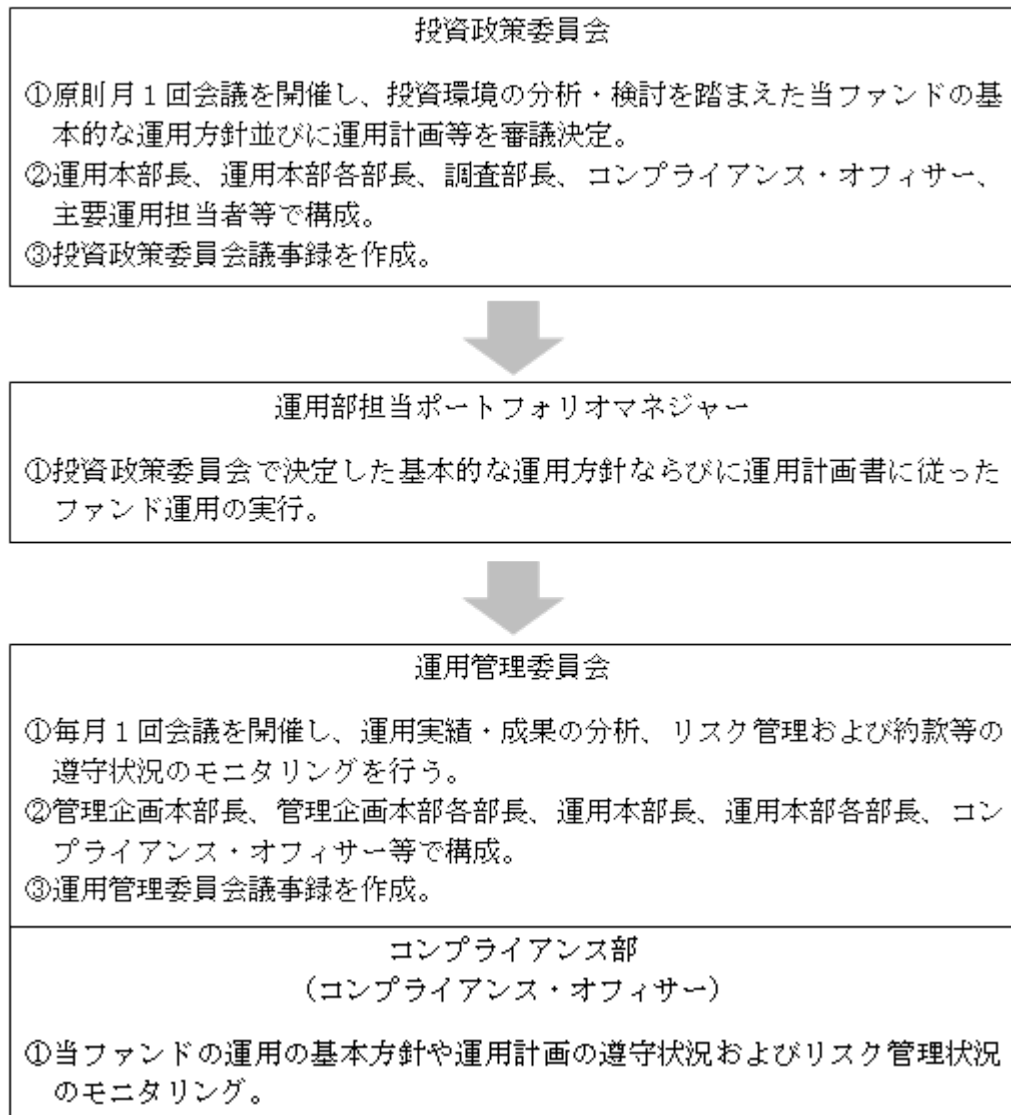 投資政策委員会
①原則月１回会議を開催し、投資環境の分析・検討を踏まえた当ファンドの基
本的な運用方針並びに運用計画等を審議決定。
②運用本部長、運用本部各部長、調査部長、コンプライアンス・オフィサー、
主要運用担当者等で構成。
③投資政策委員会議事録を作成。
運用部担当ポートフォリオマネジャー
①投資政策委員会で決定した基本的な運用方針ならびに運用計画書に従った
ファンド運用の実行。
運用管理委員会
①毎月１回会議を開催し、運用実績・成果の分析、リスク管理および約款等の
遵守状況のモニタリングを行う。
②管理企画本部長、管理企画本部各部長、運用本部長、運用本部各部長、コン
プライアンス・オフィサー等で構成。
③運用管理委員会議事録を作成。
コンプライアンス部
（コンプライアンス・オフィサー）
①当ファンドの運用の基本方針や運用計画の遵守状況およびリスク管理状況
のモニタリング。